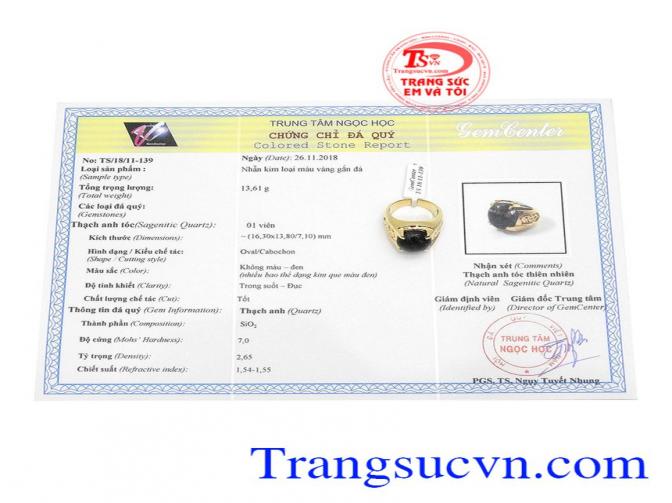 TSVN
Trangsucvn.com
TRANG SỨC
EM VÀ TÔI
TRUNG TÂM NGỌC HỌC
CHỨNG CHỈ ĐÁ QUÝ
Colored Stone Report
GemCenter
No: TS/18/11-139
Ngày (Date): 26.11.2018
Loại sản phẩm :
(Sample type)
Nhẫn kim loại màu vàng gắn đá
Tổng trọng lượng :
(Total weight)
13,61 g
Các loại đá quý :
(Gemstones)
Thạch anh tóc(Sagenitic Quartz):
01 viên
Kích thước (Dimensions):
~ (16,30x13,80/7,10) mm
Hình dạng / Kiểu chế tác:
(Shape / Cutting style)
Oval/Cabochon
Màu sắc (Color):
Không màu – đen
(nhiều bao thể dạng kim que màu đen)
Độ tinh khiết (Clarity):
Trong suốt – Đục
Chất lượng chế tác (Cut):
Tốt
Thông tin đá quý (Gem Information):
Thạch anh (Quartz)
Thành phần (Composition):
SiO₂
Độ cứng (Mohs' Hardness):
7,0
Tỷ trọng (Density):
2,65
Chiết suất (Refractive index):
1,54-1,55
TS 18/11-139
Nhận xét (Comments)
Thạch anh tóc thiên nhiên
(Natural Sagenitic Quartz)
Giám định viên
(Identified by)
Giám đốc Trung tâm
(Director of GemCenter)
TRUNG TÂM
NGỌC HỌC
PGS, TS. Ngụy Tuyết Nhung
Trangsucvn.com